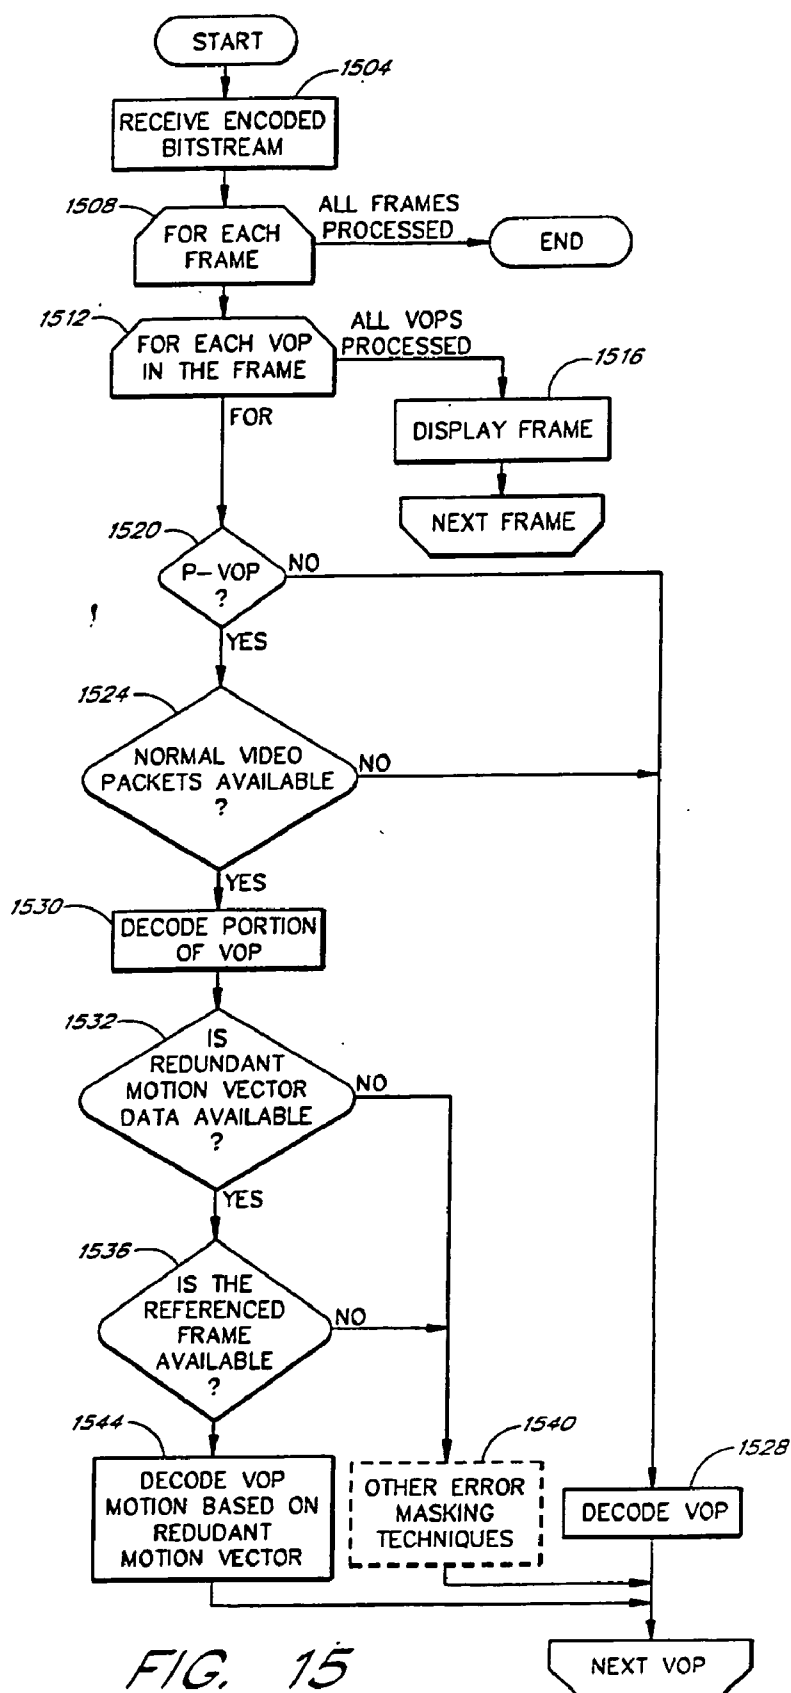 START
1504
RECEIVE ENCODED
BITSTREAM
1508
FOR EACH
FRAME
ALL FRAMES
PROCESSED
END
1512
FOR EACH VOP
IN THE FRAME
ALL VOPS
PROCESSED
1516
DISPLAY FRAME
FOR
NEXT FRAME
1520
P-VOP
?
NO
YES
1524
NORMAL VIDEO
PACKETS AVAILABLE
?
NO
YES
1530
DECODE PORTION
OF VOP
1532
IS
REDUNDANT
MOTION VECTOR
DATA AVAILABLE
?
NO
YES
1536
IS THE
REFERENCED
FRAME
AVAILABLE
?
NO
1544
DECODE VOP
MOTION BASED ON
REDUDANT
MOTION VECTOR
1540
OTHER ERROR
MASKING
TECHNIQUES
1528
DECODE VOP
NEXT VOP
FIG. 15